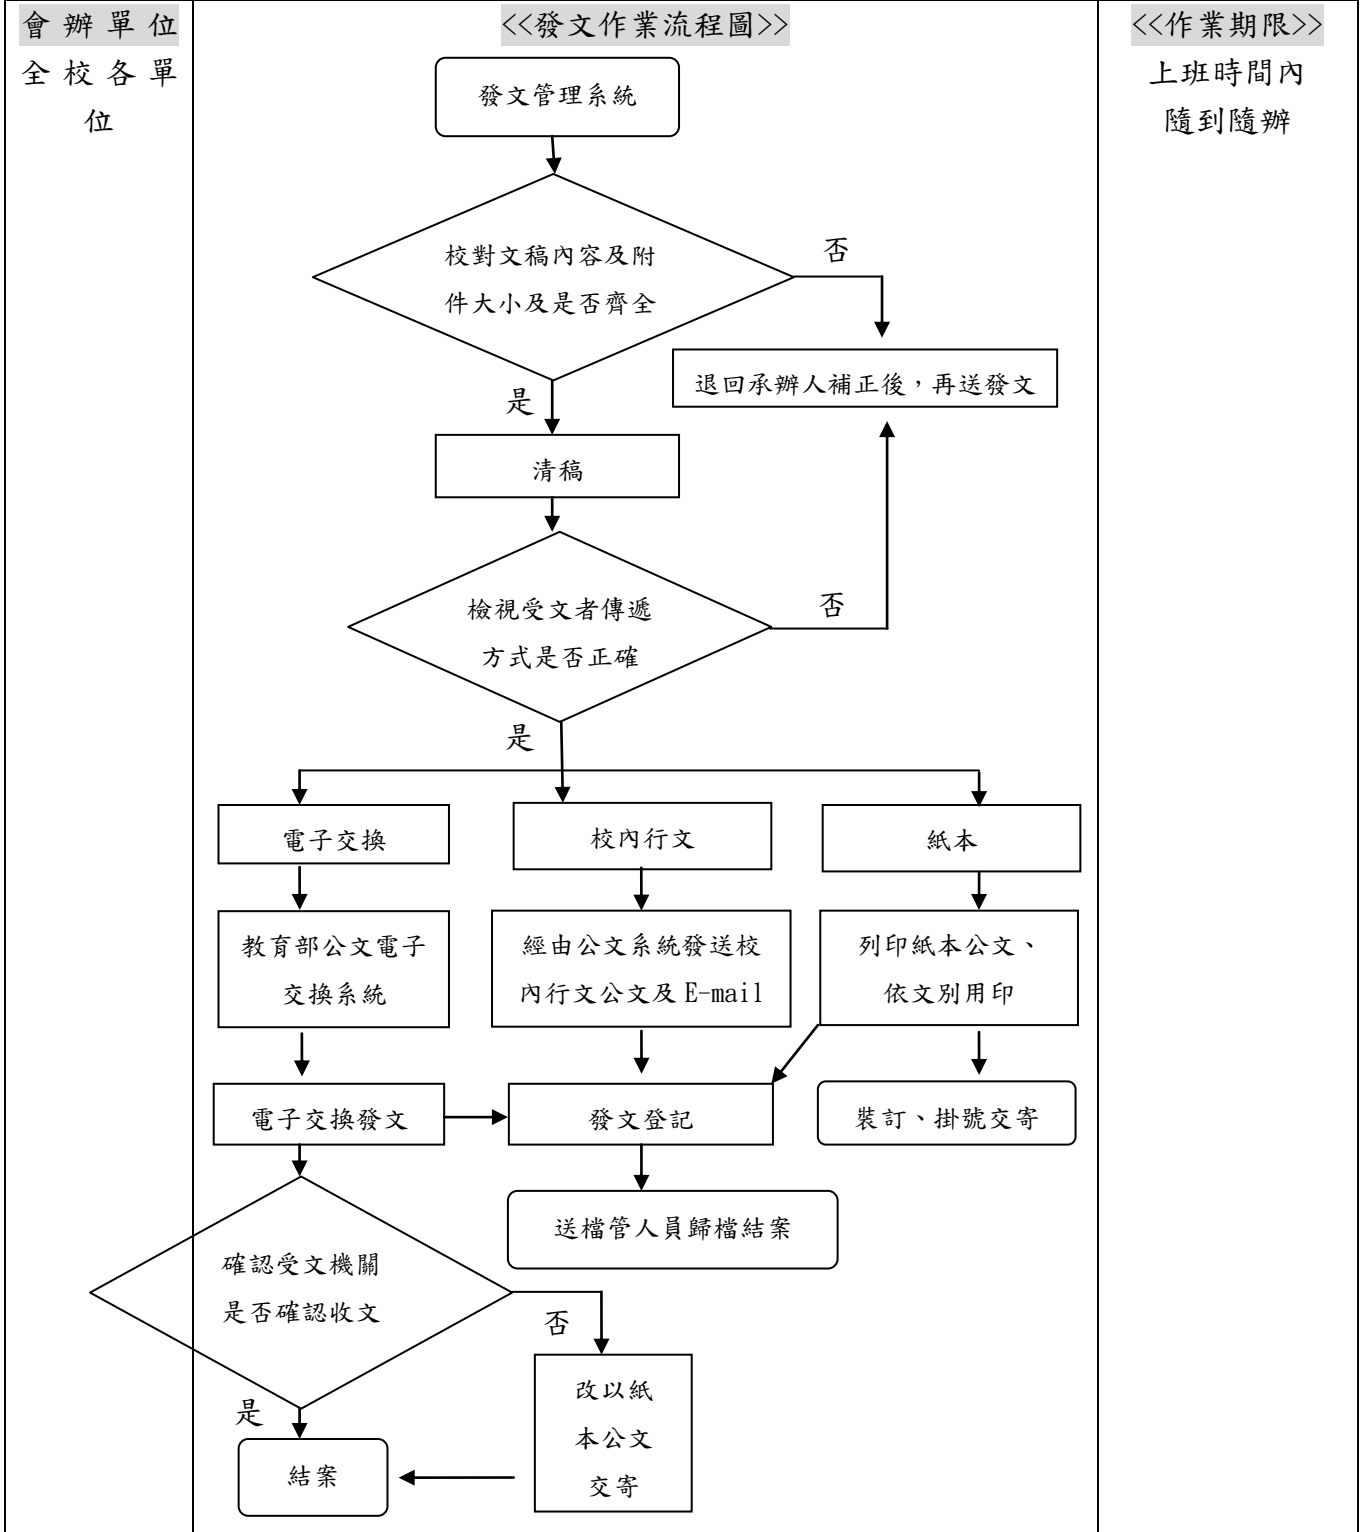 會辦單位
全校各單
位
<<發文作業流程圖>>
發文管理系統
校對文稿內容及附
件大小及是否齊全
否
退回承辦人補正後，再送發文
是
清稿
檢視受文者傳遞
方式是否正確
否
是
電子交換
校內行文
紙本
教育部公文電子
交換系統
經由公文系統發送校
內行文公文及 E-mail
列印紙本公文、
依文別用印
電子交換發文
發文登記
裝訂、掛號交寄
送檔管人員歸檔結案
確認受文機關
是否確認收文
否
改以紙
本公文
交寄
是
結案
<<作業期限>>
上班時間內
隨到隨辦